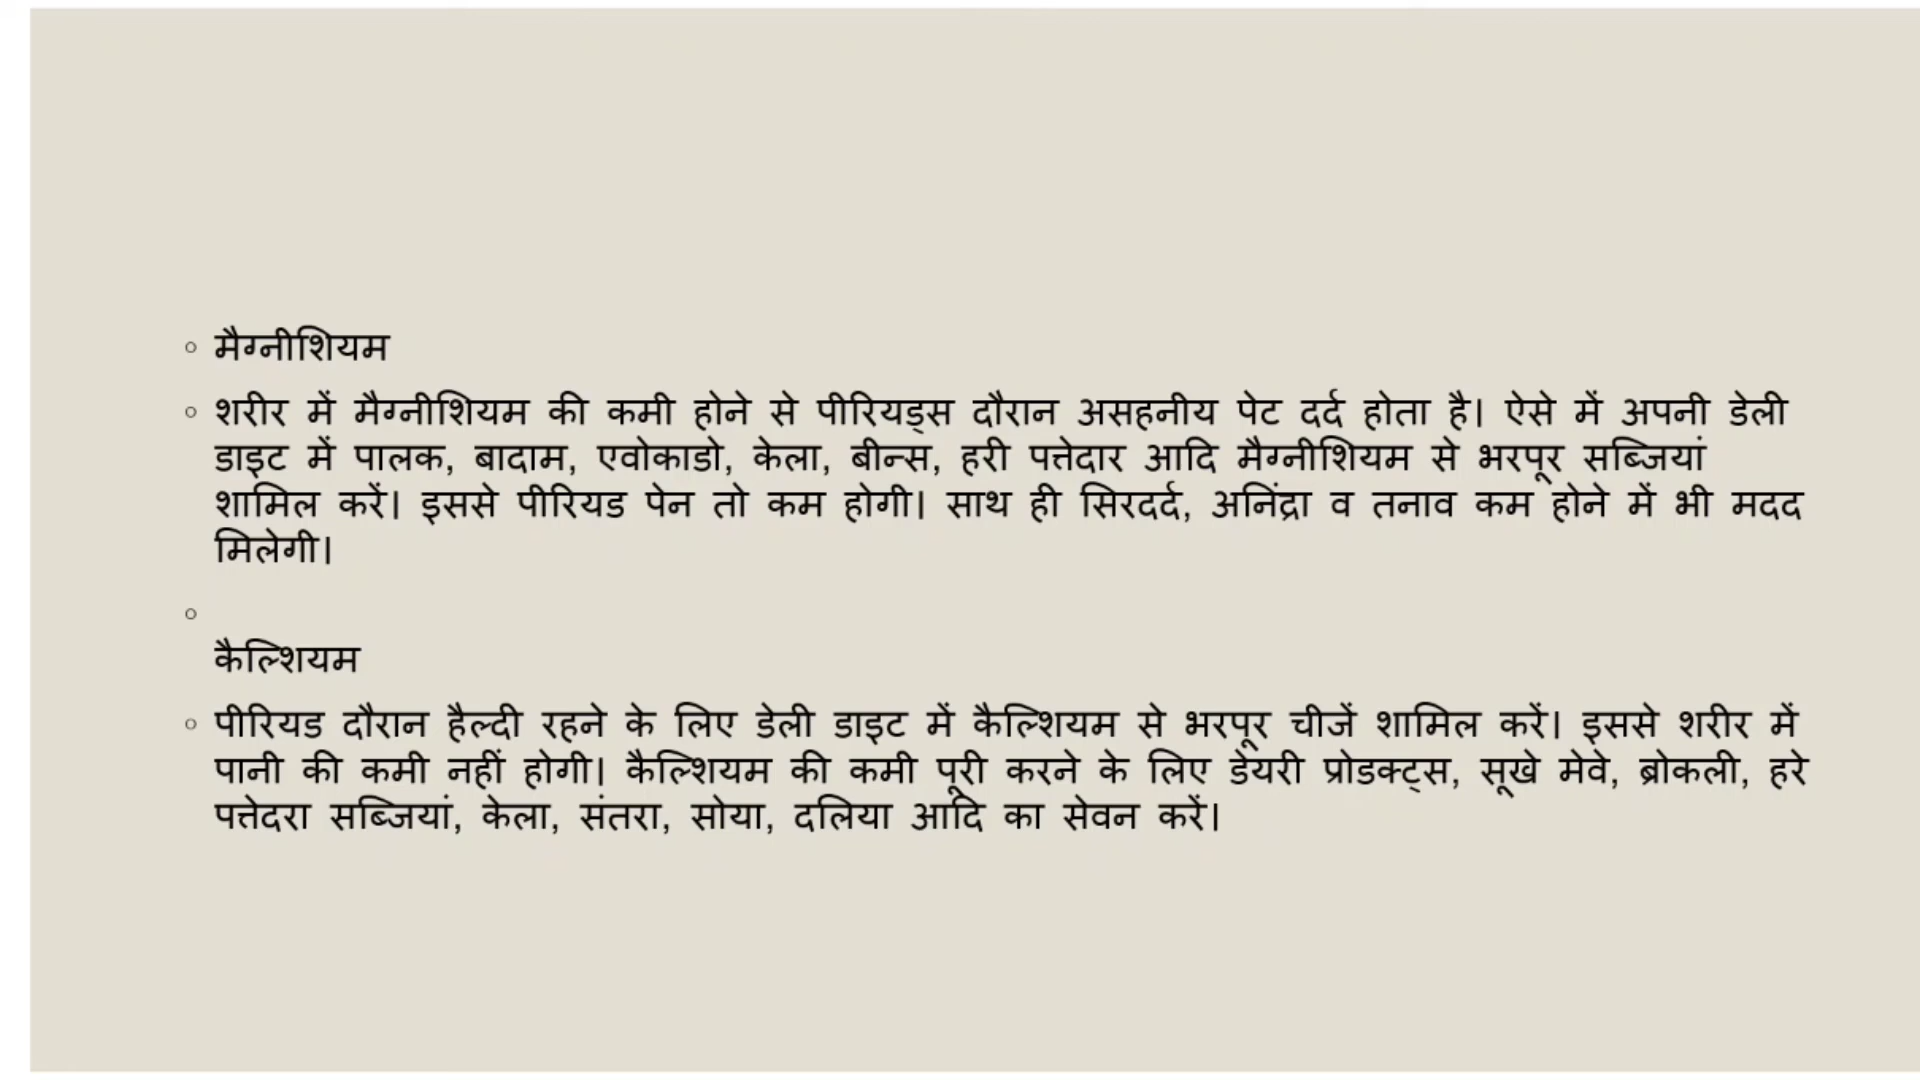 मैग्नीशियम
शरीर में मैग्नीशियम की कमी होने से पीरियड्स दौरान असहनीय पेट दर्द होता है। ऐसे में अपनी डेली
डाइट में पालक, बादाम, एवोकाडो, केला, बीन्स, हरी पत्तेदार आदि मैग्नीशियम से भरपूर सब्जियां
शामिल करें। इससे पीरियड पेन तो कम होगी। साथ ही सिरदर्द, अनिंद्रा व तनाव कम होने में भी मदद
मिलेगी।
कैल्शियम
पीरियड दौरान हैल्दी रहने के लिए डेली डाइट में कैल्शियम से भरपूर चीजें शामिल करें। इससे शरीर में
पानी की कमी नहीं होगी। कैल्शियम की कमी पूरी करने के लिए डेयरी प्रोडक्ट्स, सूखे मेवे, ब्रोकली, हरे
पत्तेदरा सब्जियां, केला, संतरा, सोया, दलिया आदि का सेवन करें।